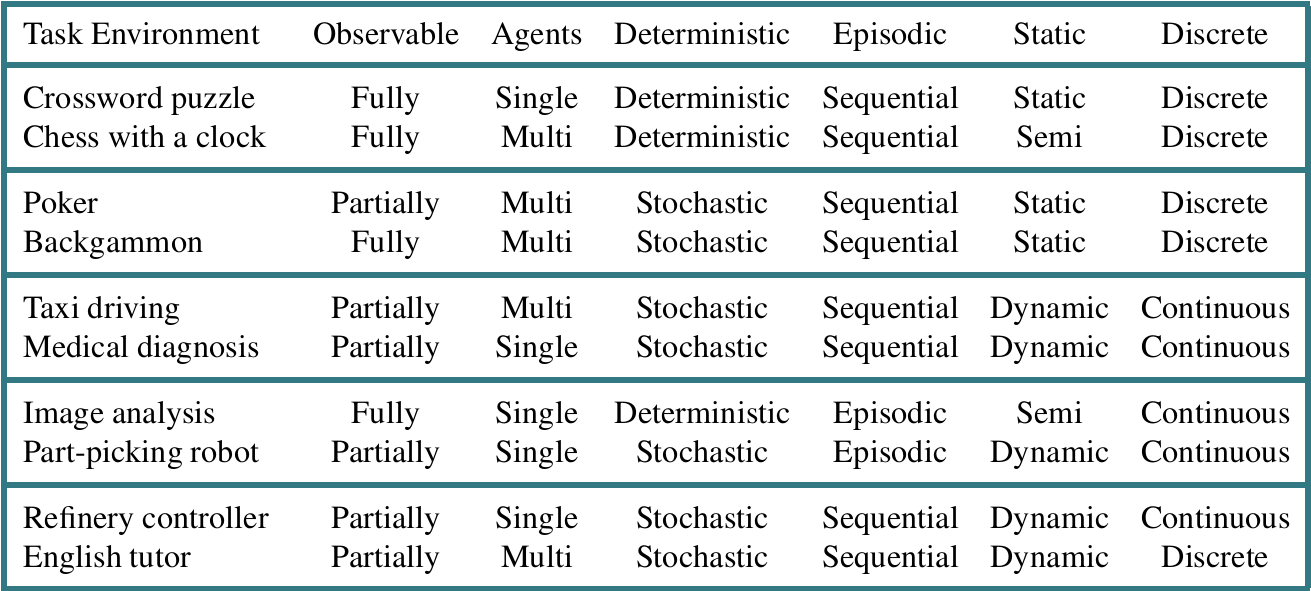 Task Environment Observable Agents Deterministic Episodic Static Discrete
Crossword puzzle Fully Single Deterministic Sequential Static Discrete
Chess with a clock Fully Multi Deterministic Sequential Semi Discrete
Poker Partially Multi Stochastic Sequential Static Discrete
Backgammon Fully Multi Stochastic Sequential Static Discrete
Taxi driving Partially Multi Stochastic Sequential Dynamic Continuous
Medical diagnosis Partially Single Stochastic Sequential Dynamic Continuous
Image analysis Fully Single Deterministic Episodic Semi Continuous
Part-picking robot Partially Single Stochastic Episodic Dynamic Continuous
Refinery controller Partially Single Stochastic Sequential Dynamic Continuous
English tutor Partially Multi Stochastic Sequential Dynamic Discrete